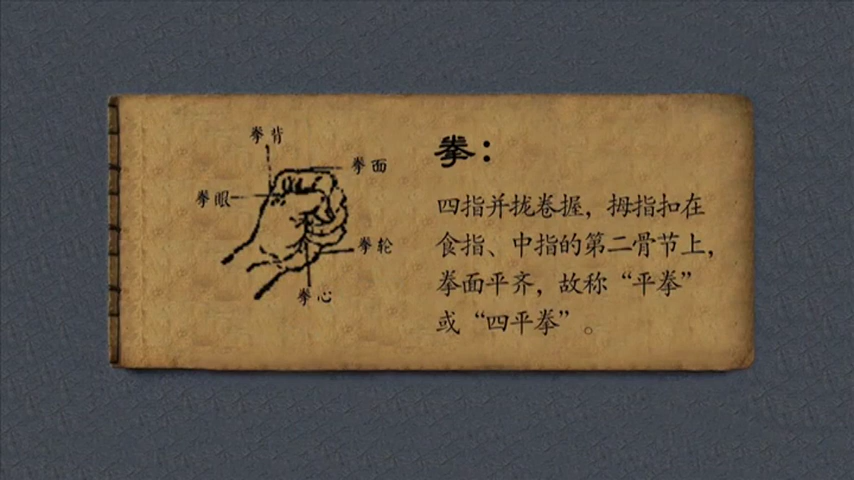 拳背
拳面
拳眼
拳轮
拳心
拳：
四指并拢卷握，拇指扣在
食指、中指的第二骨节上，
拳面平齐，故称“平拳”
或“四平拳”。